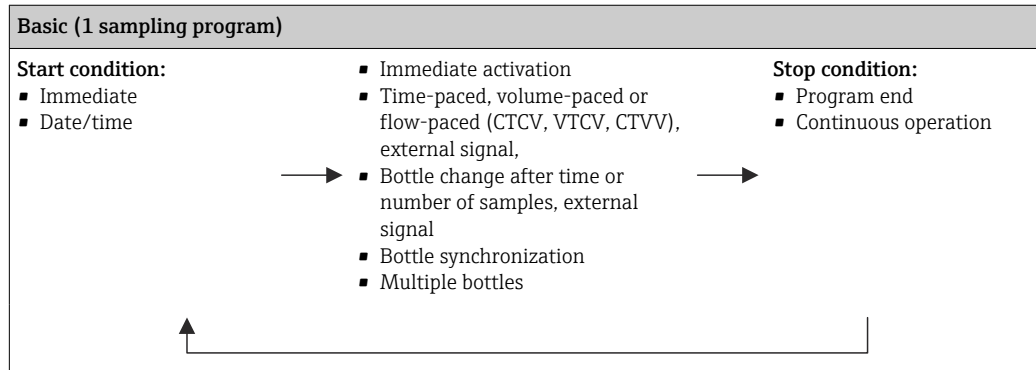 Basic (1 sampling program)
Start condition:
▪ Immediate
▪ Date/time
▪ Immediate activation
▪ Time-paced, volume-paced or
flow-paced (CTCV, VTCV, CTVV),
external signal,
▪ Bottle change after time or
number of samples, external
signal
▪ Bottle synchronization
▪ Multiple bottles
Stop condition:
▪ Program end
▪ Continuous operation